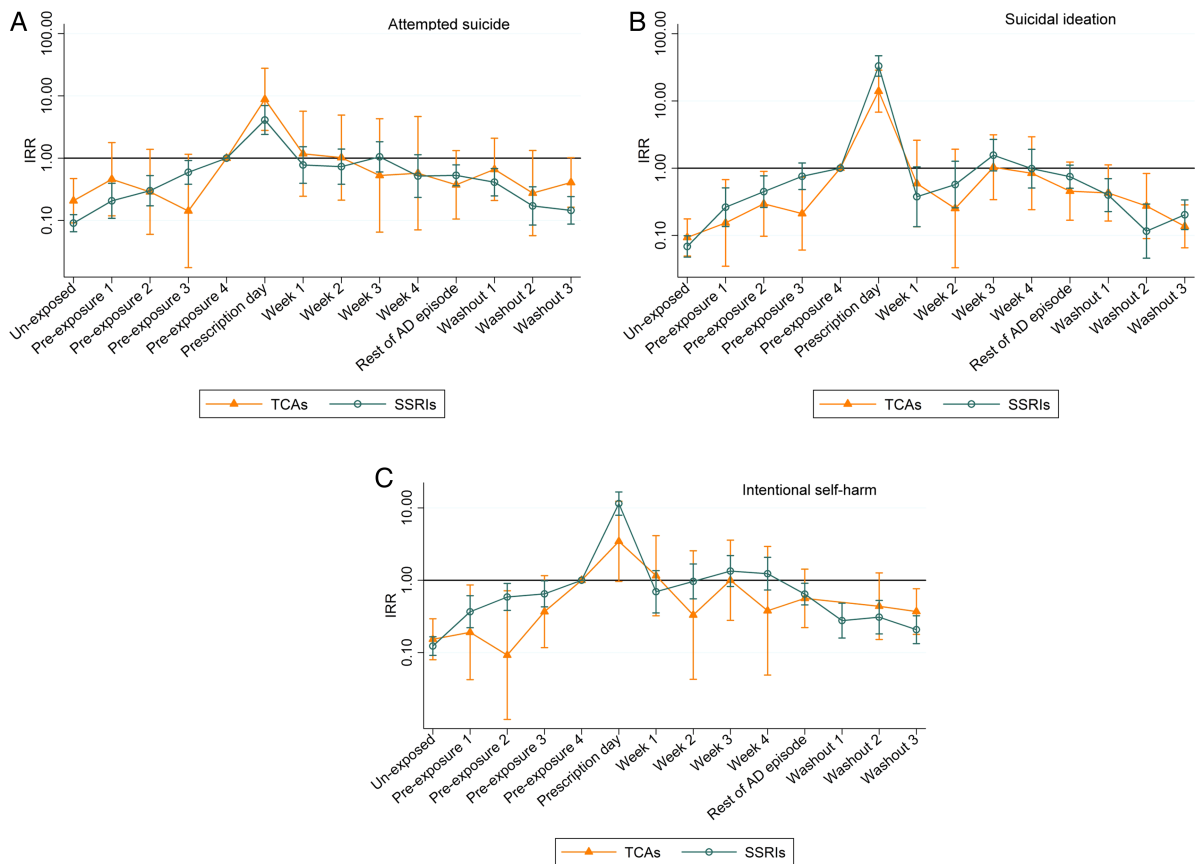 A
Attempted suicide
IRR
100.00
10.00
1.00
0.10
Un-exposed
Pre-exposure 1
Pre-exposure 2
Pre-exposure 3
Pre-exposure 4
Prescription day
Week 1
Week 2
Week 3
Week 4
Rest of AD episode
Washout 1
Washout 2
Washout 3
TCAs SSRIs
B
Suicidal ideation
IRR
100.00
10.00
1.00
0.10
Un-exposed
Pre-exposure 1
Pre-exposure 2
Pre-exposure 3
Pre-exposure 4
Prescription day
Week 1
Week 2
Week 3
Week 4
Rest of AD episode
Washout 1
Washout 2
Washout 3
TCAs SSRIs
C
Intentional self-harm
IRR
10.00
1.00
0.10
Un-exposed
Pre-exposure 1
Pre-exposure 2
Pre-exposure 3
Pre-exposure 4
Prescription day
Week 1
Week 2
Week 3
Week 4
Rest of AD episode
Washout 1
Washout 2
Washout 3
TCAs SSRIs